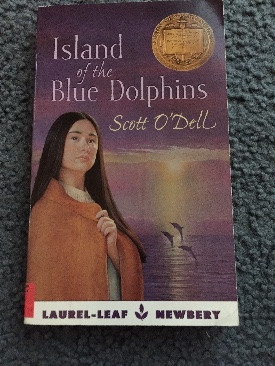 Island
of the
Blue Dolphins
Scott O'Dell
LAUREL-LEAF NEWBERY